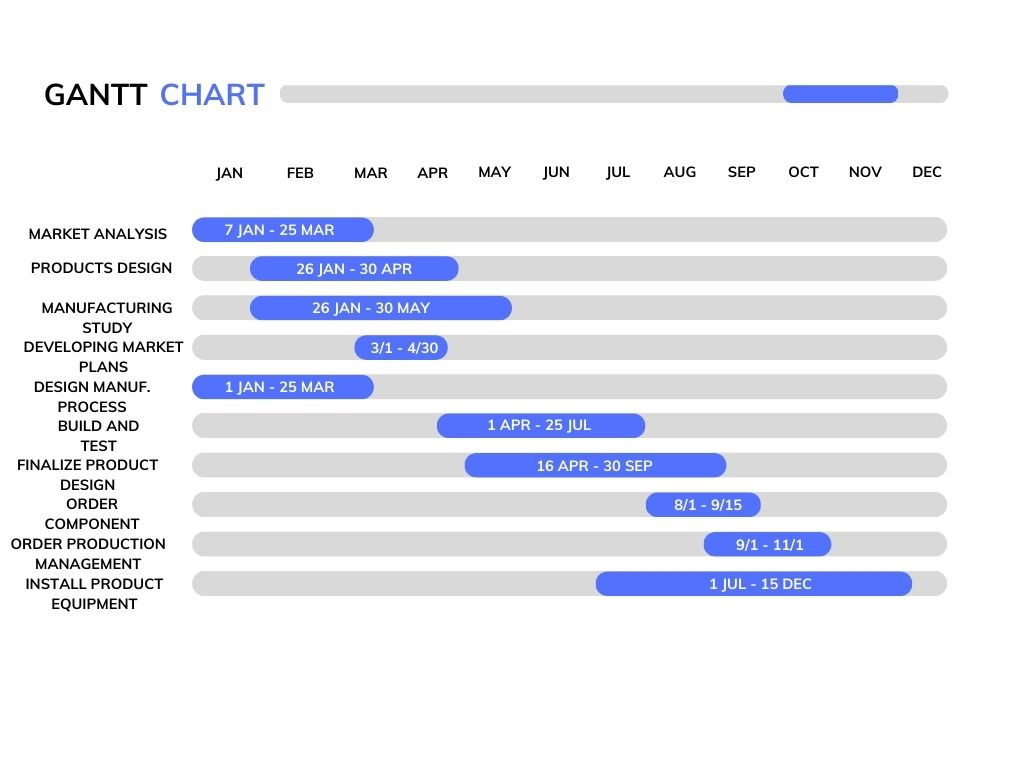 GANTT CHART
JAN FEB MAR APR MAY JUN JUL AUG SEP OCT NOV DEC
MARKET ANALYSIS 7 JAN - 25 MAR
PRODUCTS DESIGN 26 JAN - 30 APR
MANUFACTURING 26 JAN - 30 MAY
STUDY
DEVELOPING MARKET 3/1 - 4/30
PLANS
DESIGN MANUF. 1 JAN - 25 MAR
PROCESS
BUILD AND 1 APR - 25 JUL
TEST
FINALIZE PRODUCT 16 APR - 30 SEP
DESIGN
ORDER 8/1 - 9/15
COMPONENT
ORDER PRODUCTION 9/1 - 11/1
MANAGEMENT
INSTALL PRODUCT 1 JUL - 15 DEC
EQUIPMENT